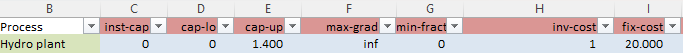 B C D E F G H I
Process inst-cap cap-lo cap-up max-grad min-fract inv-cost fix-cost
Hydro plant 0 0 1.400 inf 0 1 20.000